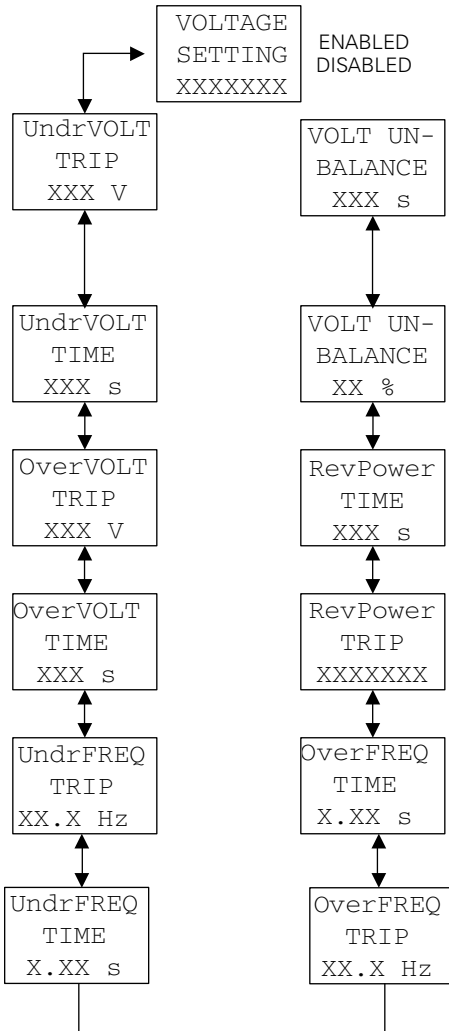 VOLTAGE
SETTING
XXXXXXX
ENABLED
DISABLED
UndrVOLT
TRIP
XXX V
UndrVOLT
TIME
XXX s
OverVOLT
TRIP
XXX V
OverVOLT
TIME
XXX s
UndrFREQ
TRIP
XX.X Hz
UndrFREQ
TIME
X.XX s
VOLT UN-
BALANCE
XXX s
VOLT UN-
BALANCE
XX %
RevPower
TIME
XXX s
RevPower
TRIP
XXXXXXX
OverFREQ
TIME
X.XX s
OverFREQ
TRIP
XX.X Hz